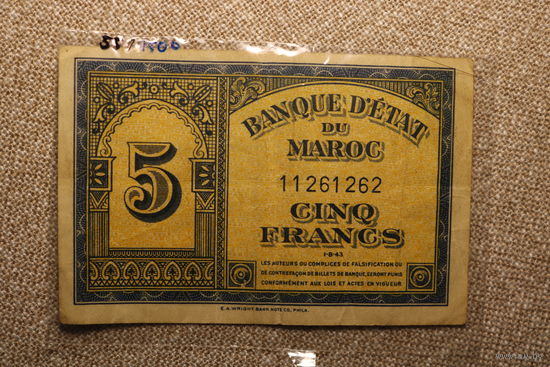 5
BANQUE D'ÉTAT
DU
MAROC
11261262
CINQ
FRANCS
1-8-43
LES AUTEURS OU COMPLICES DE FALSIFICATION OU
DE CONTREFAÇON DE BILLETS DE BANQUE, SERONT PUNIS
CONFORMÉMENT AUX LOIS ET ACTES EN VIGUEUR
E.A. WRIGHT BANK NOTE CO., PHILA.